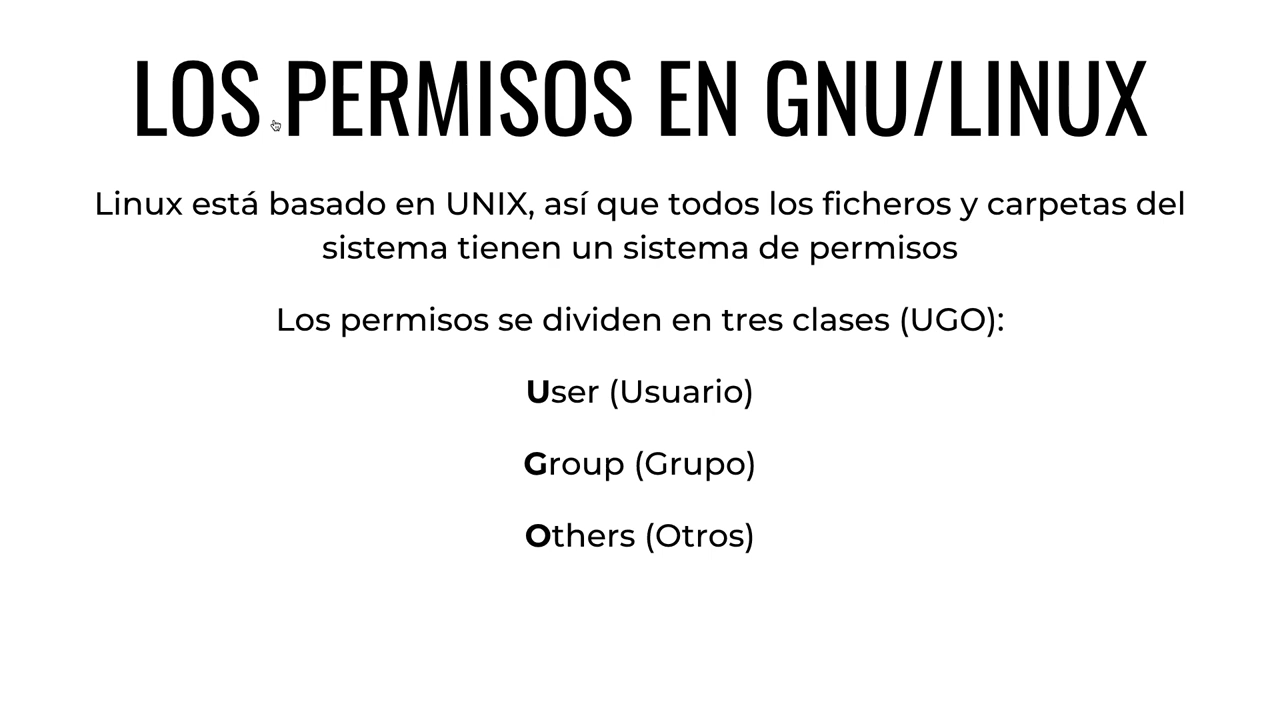 LOS PERMISOS EN GNU/LINUX
Linux está basado en UNIX, así que todos los ficheros y carpetas del
sistema tienen un sistema de permisos
Los permisos se dividen en tres clases (UGO):
User (Usuario)
Group (Grupo)
Others (Otros)